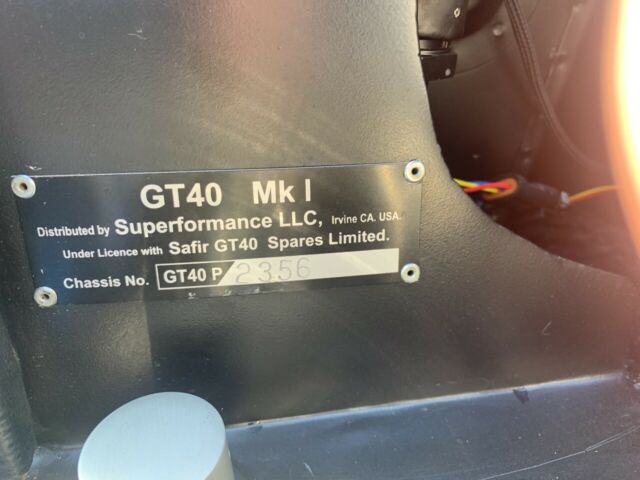 GT40 Mk I
Distributed by Superformance LLC, Irvine CA. USA.
Under Licence with Safir GT40 Spares Limited.
Chassis No. GT40 P 2356